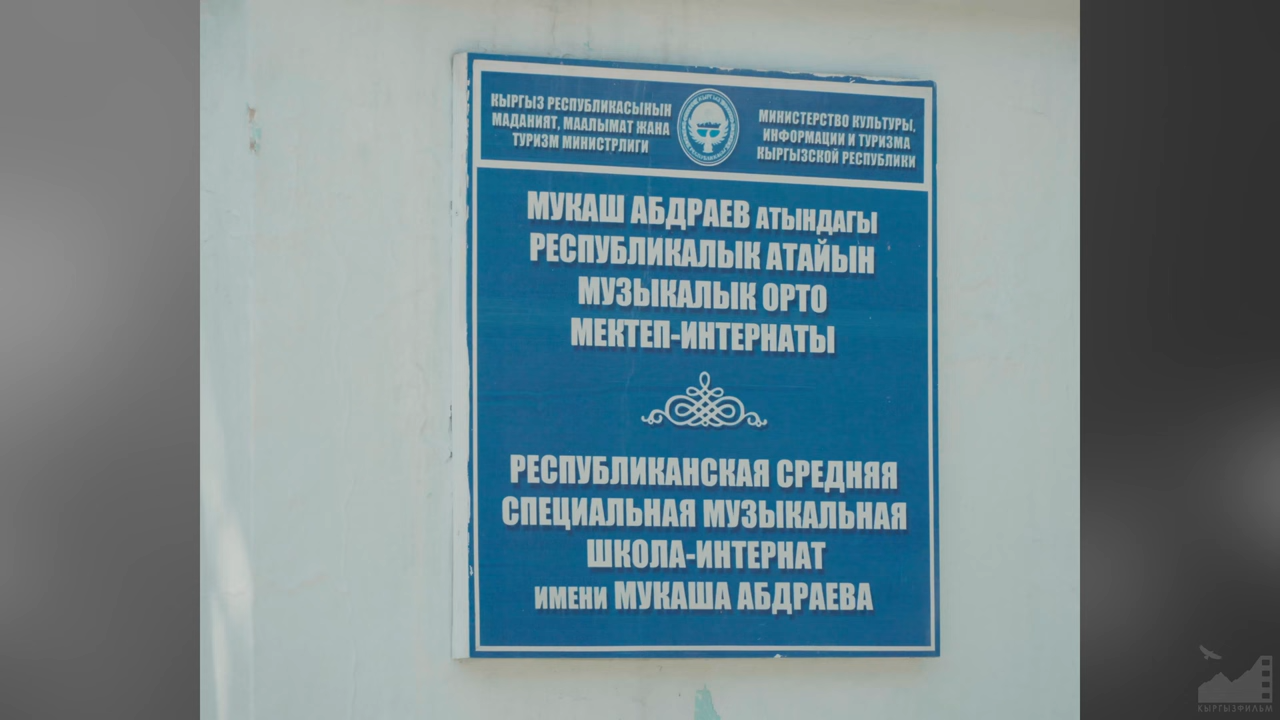 КЫРГЫЗ РЕСПУБЛИКАСЫНЫН
МАДАНИЯТ, МААЛЫМАТ ЖАНА
ТУРИЗМ МИНИСТРЛИГИ
МИНИСТЕРСТВО КУЛЬТУРЫ,
ИНФОРМАЦИИ И ТУРИЗМА
КЫРГЫЗСКОЙ РЕСПУБЛИКИ
МУКАШ АБДРАЕВ АТЫНДАГЫ
РЕСПУБЛИКАЛЫК АТАЙЫН
МУЗЫКАЛЫК ОРТО
МЕКТЕП-ИНТЕРНАТЫ
РЕСПУБЛИКАНСКАЯ СРЕДНЯЯ
СПЕЦИАЛЬНАЯ МУЗЫКАЛЬНАЯ
ШКОЛА-ИНТЕРНАТ
ИМЕНИ МУКАША АБДРАЕВА
КЫРГЫЗФИЛЬМ